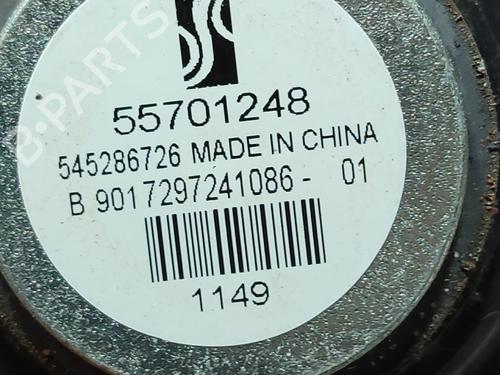 B-PARTS
55701248
545286726 MADE IN CHINA
B 9017297241086 - 01
1149